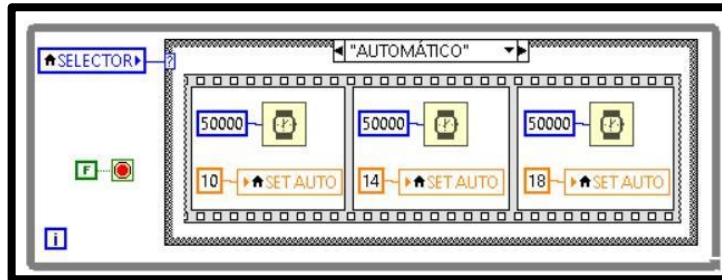 "AUTOMÁTICO"
SELECTOR
?
50000
50000
50000
F
10
SET AUTO
14
SET AUTO
18
SET AUTO
i